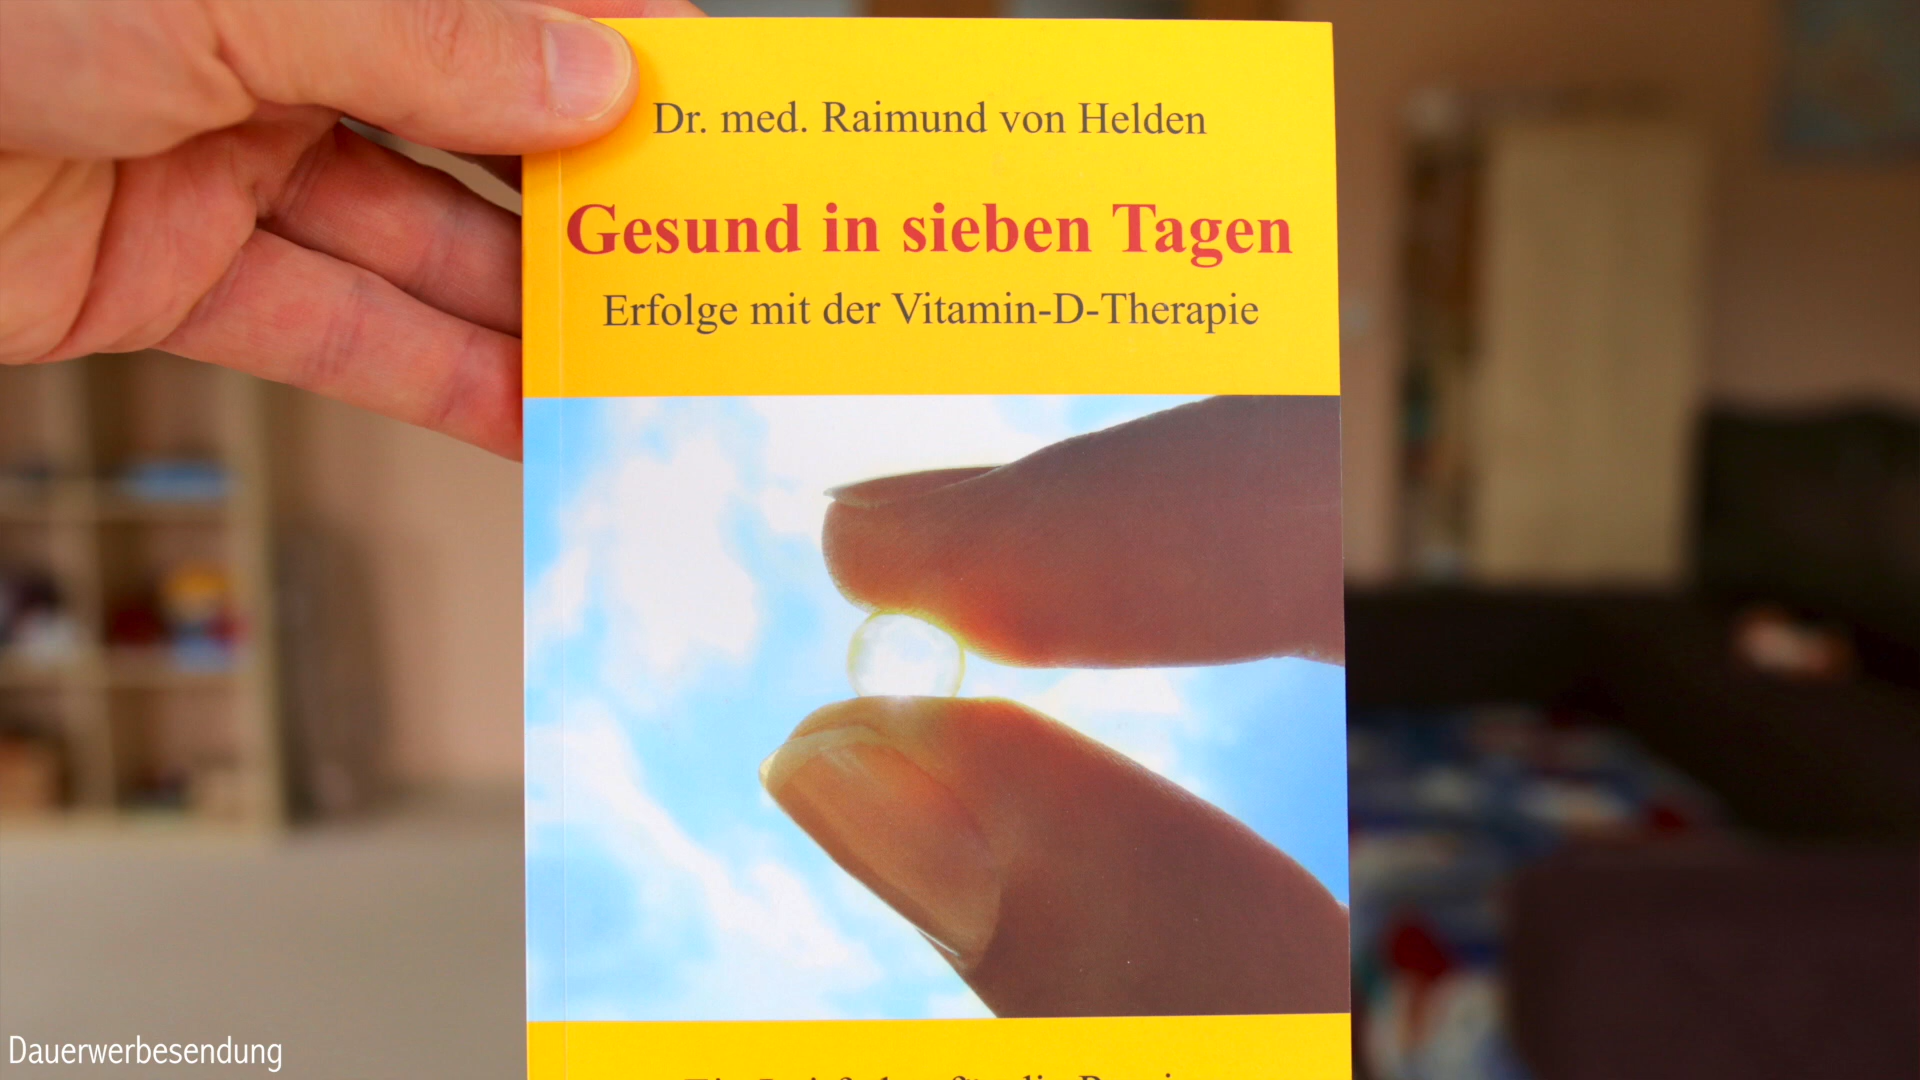 Dr. med. Raimund von Helden
Gesund in sieben Tagen
Erfolge mit der Vitamin-D-Therapie
Dauerwerbesendung